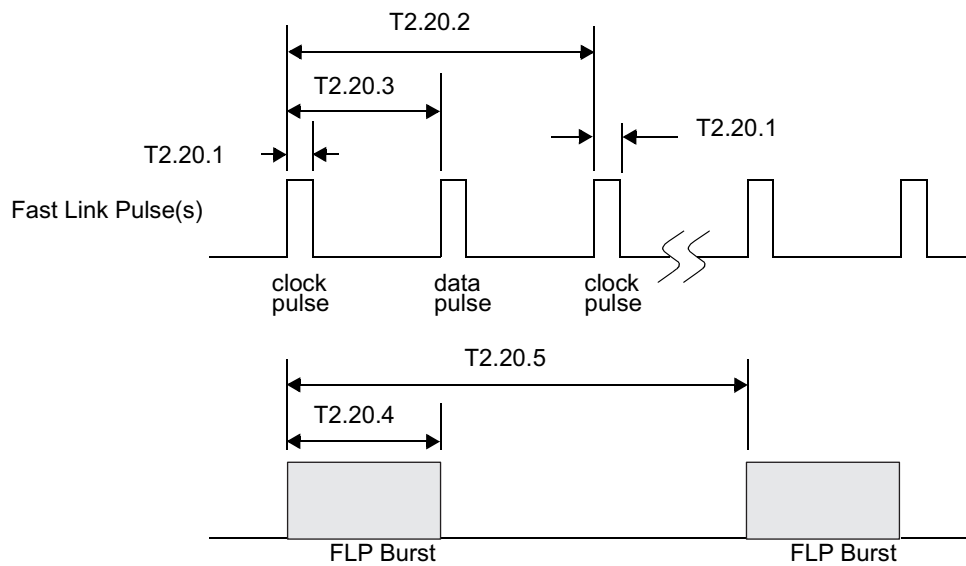 T2.20.2
T2.20.3
T2.20.1
T2.20.1
Fast Link Pulse(s)
clock
pulse
data
pulse
clock
pulse
T2.20.5
T2.20.4
FLP Burst
FLP Burst